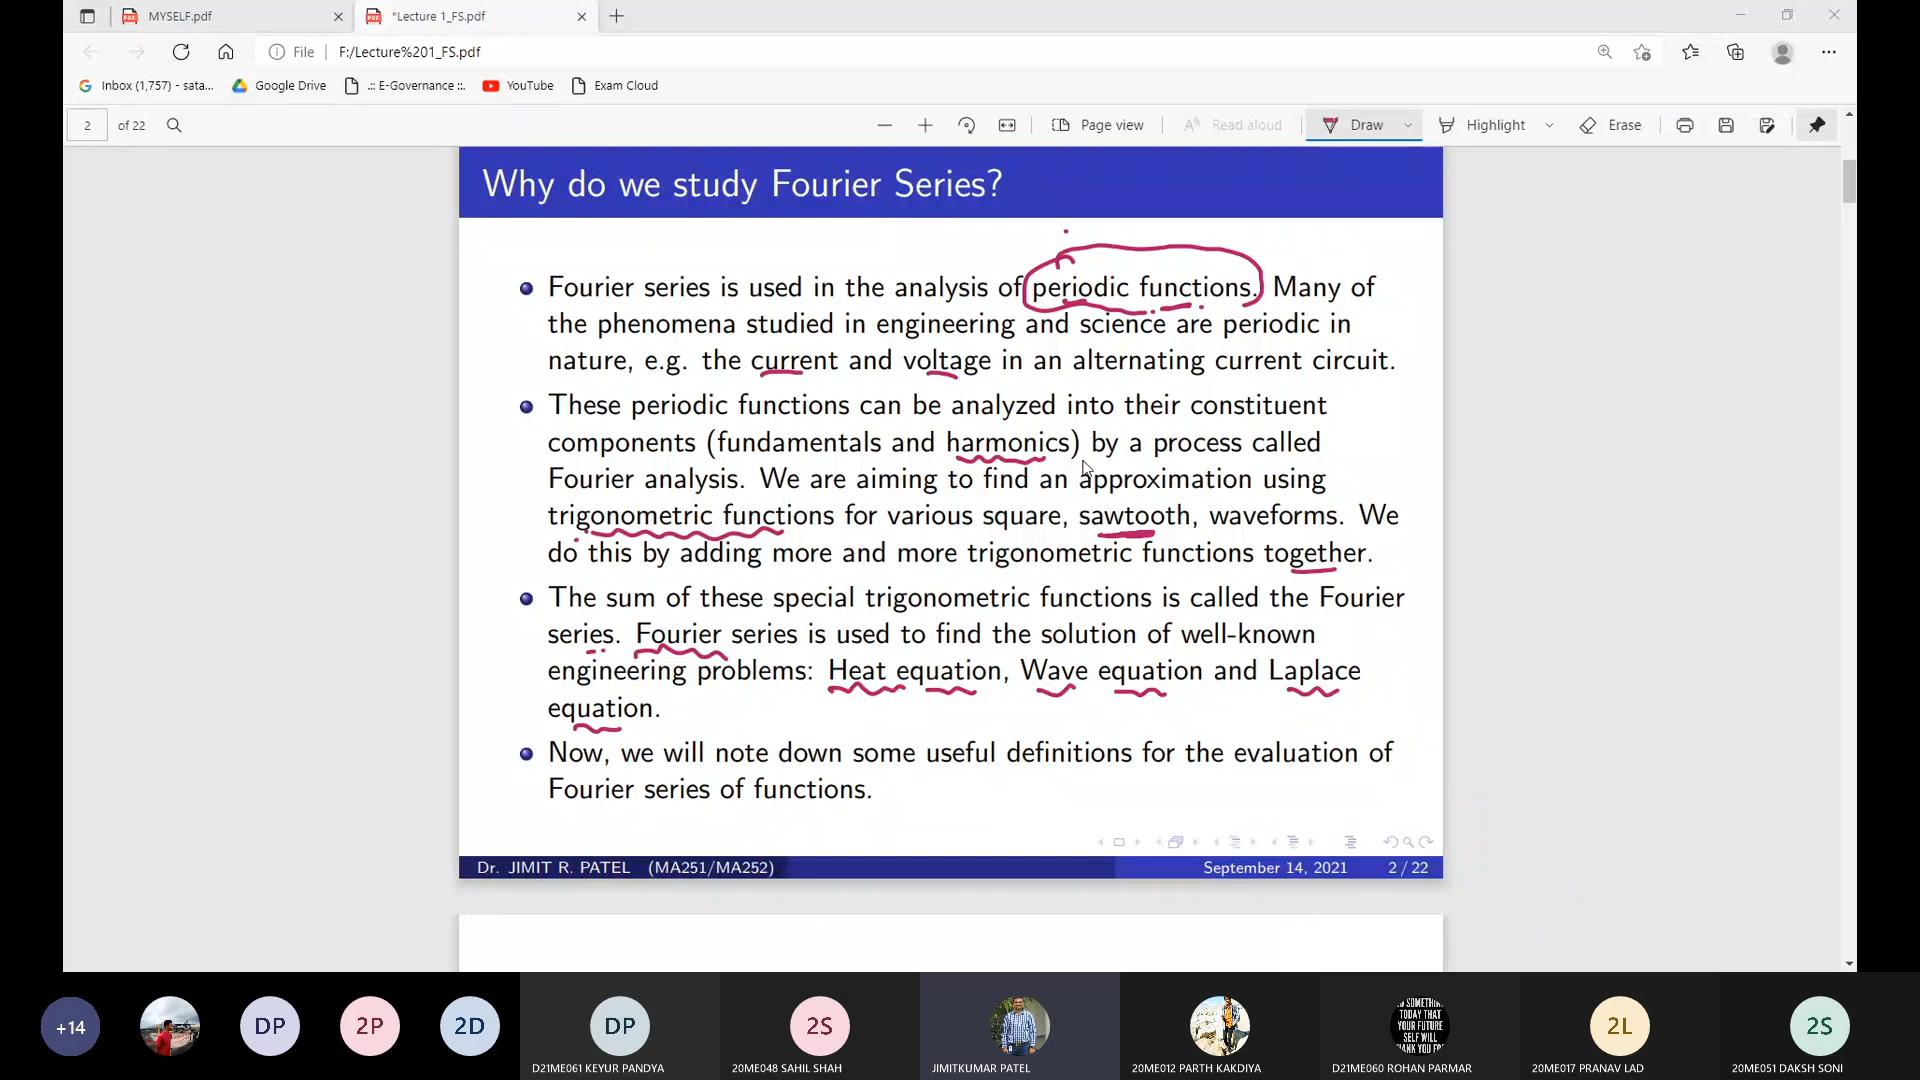 MYSELF.pdf
*Lecture 1_FS.pdf
File
F:/Lecture%201_FS.pdf
Inbox (1,757) - sata...
Google Drive
.:: E-Governance ::.
YouTube
Exam Cloud
2
of 22
Page view
Read aloud
Draw
Highlight
Erase
Why do we study Fourier Series?
Fourier series is used in the analysis of periodic functions. Many of
the phenomena studied in engineering and science are periodic in
nature, e.g. the current and voltage in an alternating current circuit.
These periodic functions can be analyzed into their constituent
components (fundamentals and harmonics) by a process called
Fourier analysis. We are aiming to find an approximation using
trigonometric functions for various square, sawtooth, waveforms. We
do this by adding more and more trigonometric functions together.
The sum of these special trigonometric functions is called the Fourier
series. Fourier series is used to find the solution of well-known
engineering problems: Heat equation, Wave equation and Laplace
equation.
Now, we will note down some useful definitions for the evaluation of
Fourier series of functions.
Dr. JIMIT R. PATEL (MA251/MA252)
September 14, 2021
2 / 22
+14
DP
2P
2D
DP
2S
2L
2S
SOMETHIN
TODAY THAT
YOUR FUTURE
SELF WILL
D21ME061 KEYUR PANDYA
20ME048 SAHIL SHAH
JIMITKUMAR PATEL
20ME012 PARTH KAKDIYA
D21ME060 ROHAN PARMAR
20ME017 PRANAV LAD
20ME051 DAKSH SONI